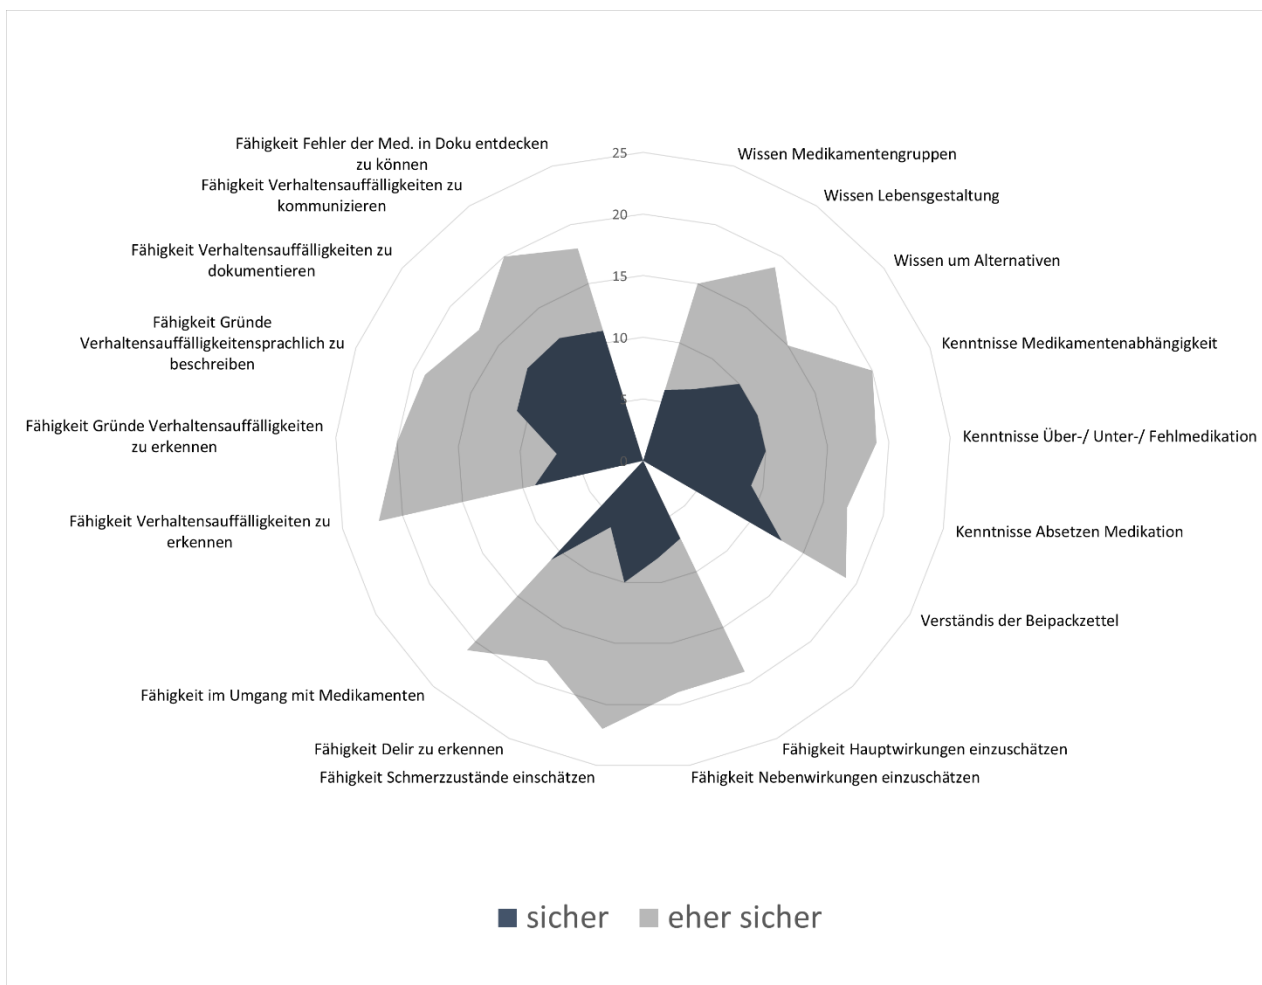 Fähigkeit Fehler der Med. in Doku entdecken
zu können
Fähigkeit Verhaltensauffälligkeiten zu
kommunizieren
Fähigkeit Verhaltensauffälligkeiten zu
dokumentieren
Fähigkeit Gründe
Verhaltensauffälligkeitensprachlich zu
beschreiben
Fähigkeit Gründe Verhaltensauffälligkeiten
zu erkennen
Fähigkeit Verhaltensauffälligkeiten zu
erkennen
Fähigkeit im Umgang mit Medikamenten
Fähigkeit Delir zu erkennen
Fähigkeit Schmerzzustände einschätzen
25
20
15
10
5
0
Wissen Medikamentengruppen
Wissen Lebensgestaltung
Wissen um Alternativen
Kenntnisse Medikamentenabhängigkeit
Kenntnisse Über-/ Unter-/ Fehlmedikation
Kenntnisse Absetzen Medikation
Verständis der Beipackzettel
Fähigkeit Hauptwirkungen einzuschätzen
Fähigkeit Nebenwirkungen einzuschätzen
sicher
eher sicher